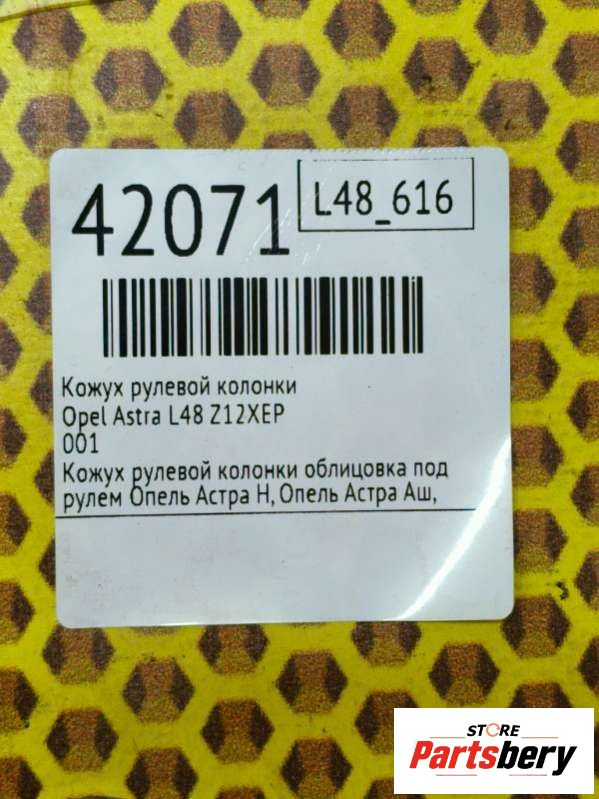 42071
L48_616
Кожух рулевой колонки
Opel Astra L48 Z12XEP
001
Кожух рулевой колонки облицовка под
рулем Опель Астра Н, Опель Астра Аш,
STORE
Partsbery